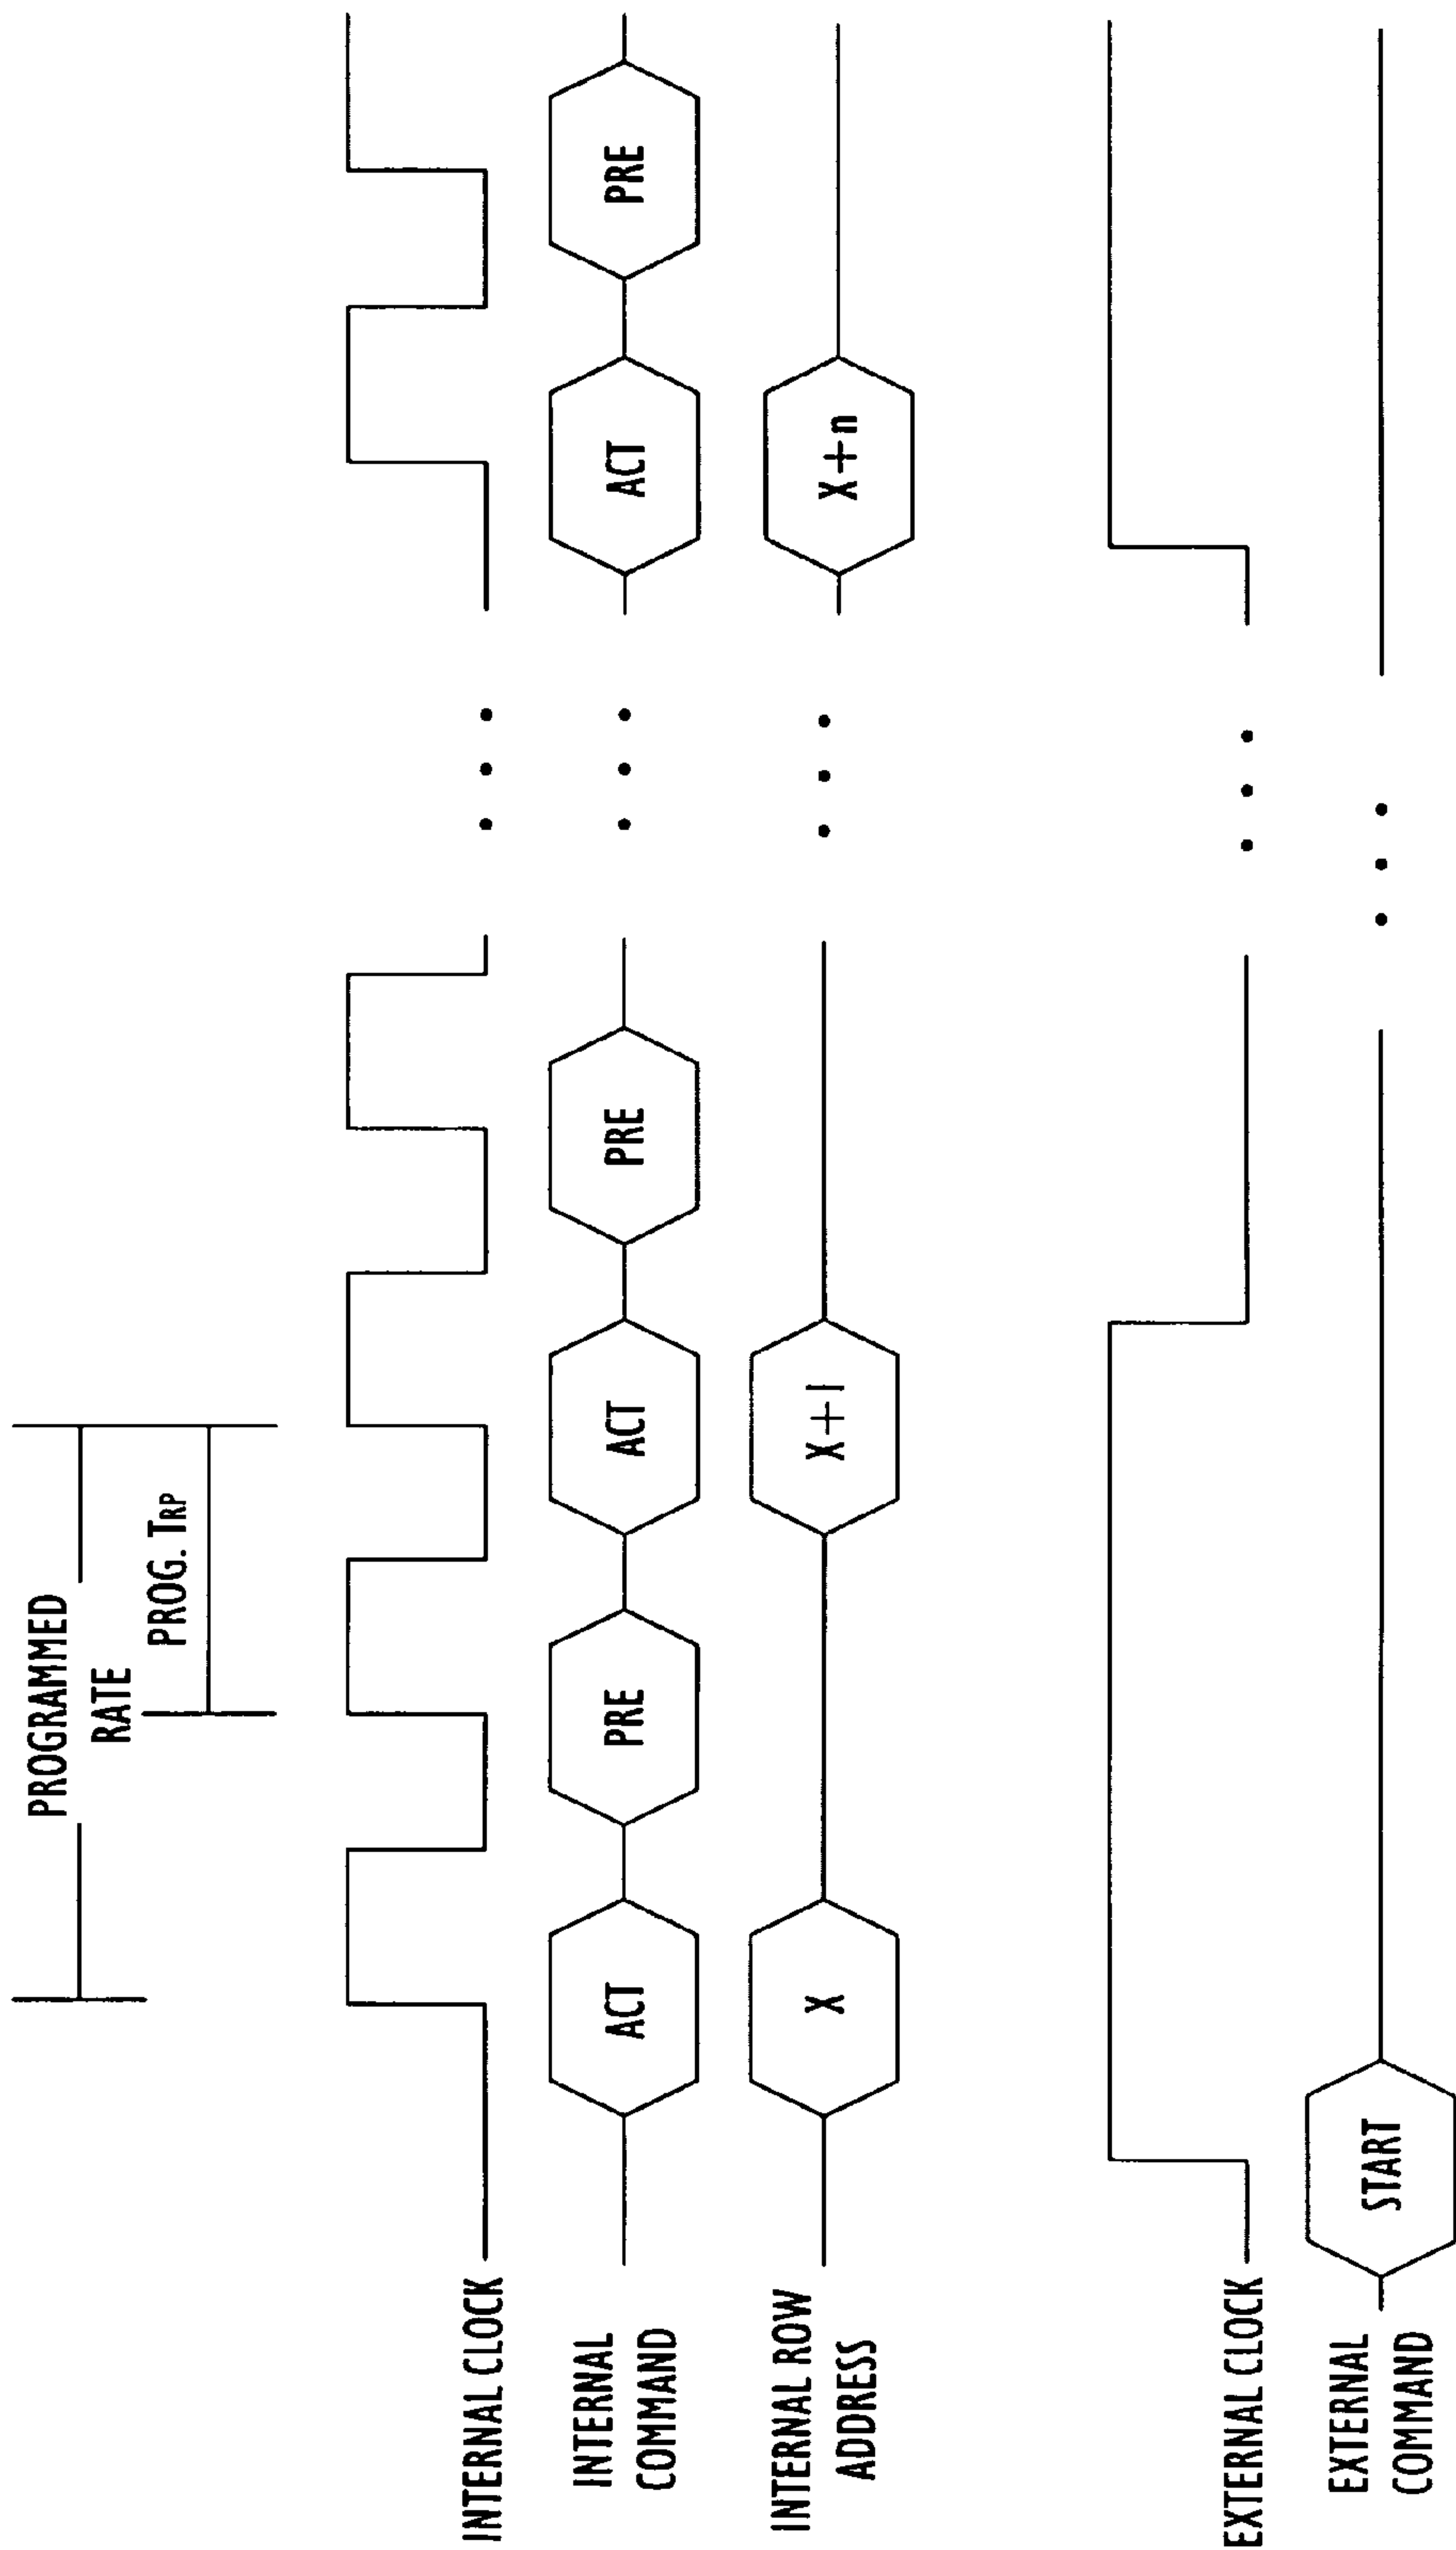 PROGRAMMED
RATE
PROG. TRP
INTERNAL CLOCK
INTERNAL
COMMAND
ACT
PRE
ACT
PRE
ACT
PRE
INTERNAL ROW
ADDRESS
X
X+1
X+n
EXTERNAL CLOCK
EXTERNAL
COMMAND
START